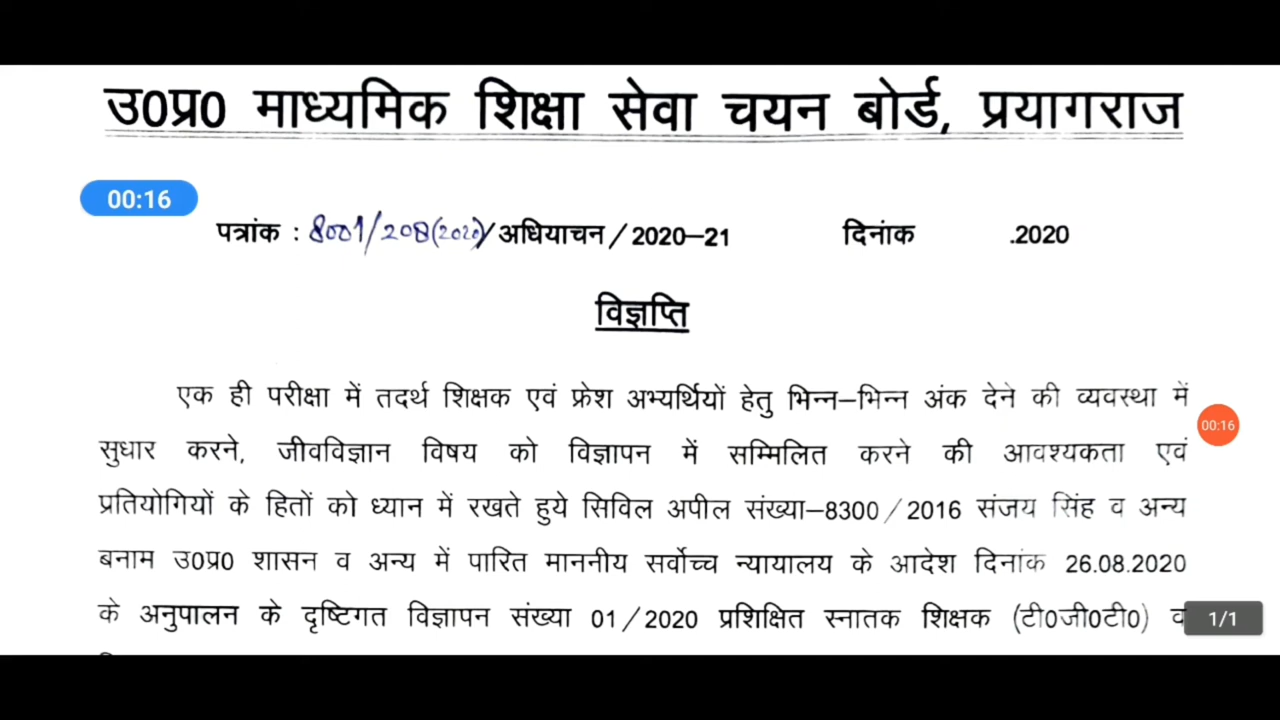 उ0प्र0 माध्यमिक शिक्षा सेवा चयन बोर्ड, प्रयागराज
00:16
पत्रांक : 8001/208(2020)/अधियाचन/2020–21 दिनांक .2020
विज्ञप्ति
एक ही परीक्षा में तदर्थ शिक्षक एवं फ्रेश अभ्यर्थियों हेतु भिन्न–भिन्न अंक देने की व्यवस्था में
00:16
सुधार करने, जीवविज्ञान विषय को विज्ञापन में सम्मिलित करने की आवश्यकता एवं
प्रतियोगियों के हितों को ध्यान में रखते हुये सिविल अपील संख्या–8300/2016 संजय सिंह व अन्य
बनाम उ0प्र0 शासन व अन्य में पारित माननीय सर्वोच्च न्यायालय के आदेश दिनांक 26.08.2020
के अनुपालन के दृष्टिगत विज्ञापन संख्या 01/2020 प्रशिक्षित स्नातक शिक्षक (टी0जी0टी0) व
1/1